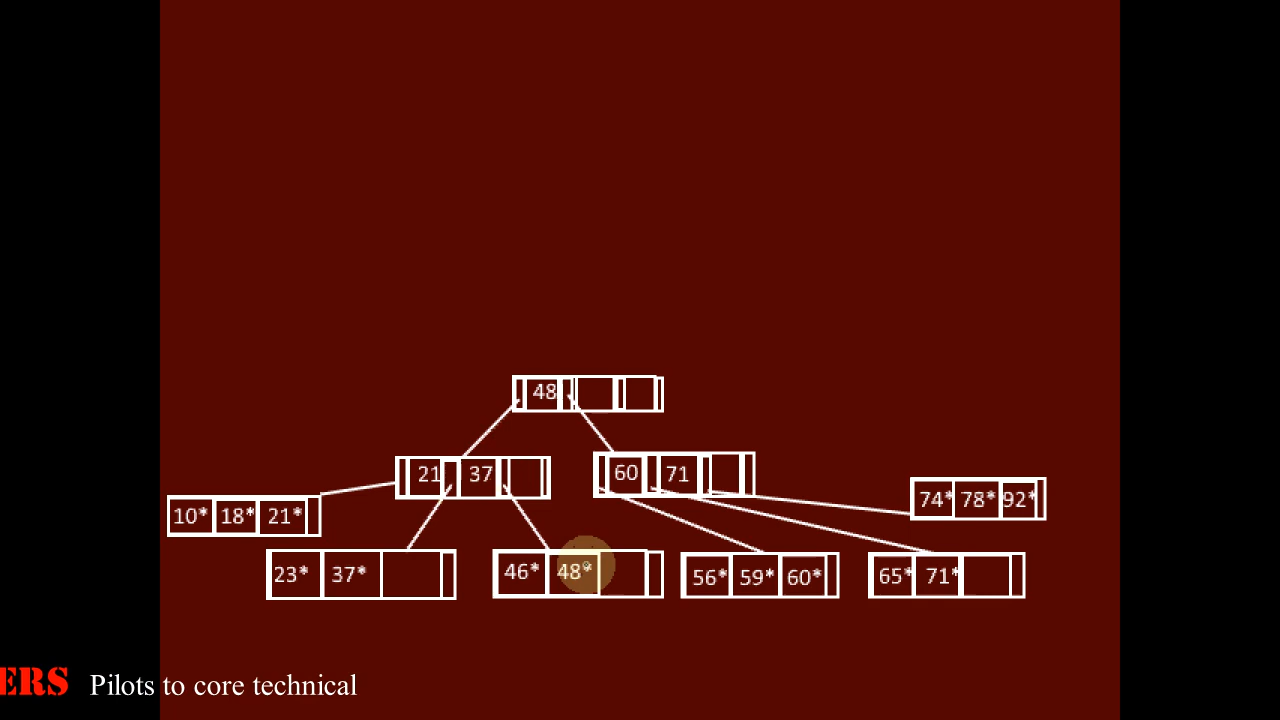 48
21 37
60 71
10* 18* 21*
74* 78* 92*
23* 37*
46* 48*
56* 59* 60*
65* 71*
ERS Pilots to core technical